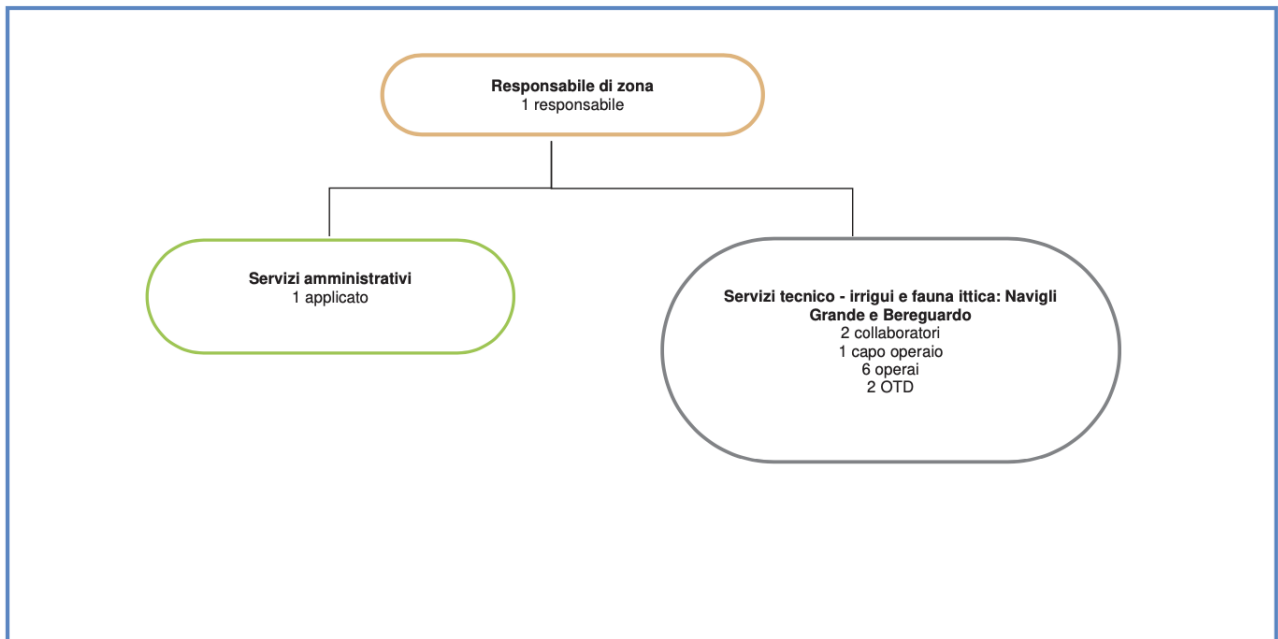 Responsabile di zona
1 responsabile
Servizi amministrativi
1 applicato
Servizi tecnico - irrigui e fauna ittica: Navigli
Grande e Bereguardo
2 collaboratori
1 capo operaio
6 operai
2 OTD